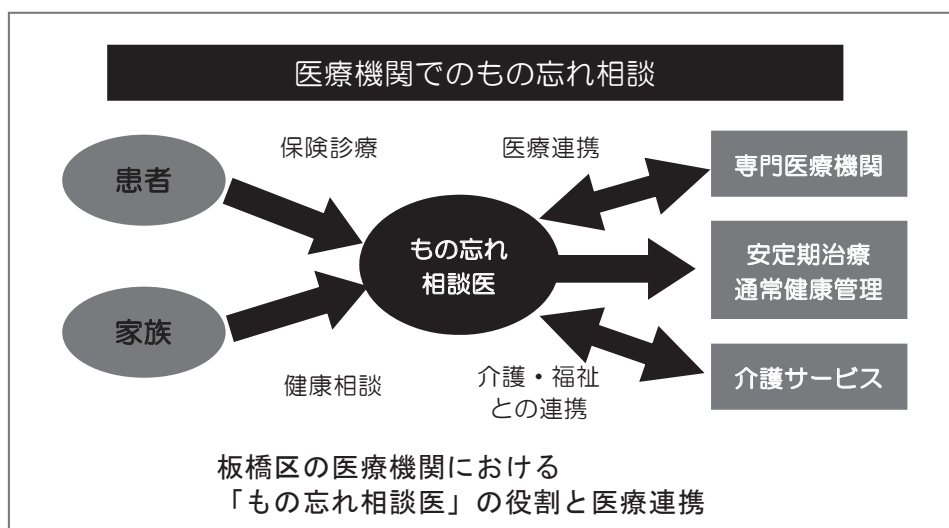 医療機関でのもの忘れ相談
保険診療
医療連携
患者
専門医療機関
もの忘れ
相談医
安定期治療
通常健康管理
家族
健康相談
介護・福祉
との連携
介護サービス
板橋区の医療機関における
「もの忘れ相談医」の役割と医療連携